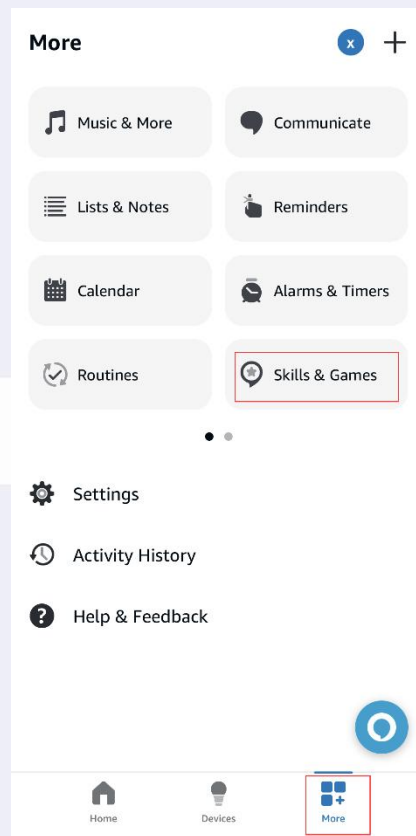 More
x
Music & More
Communicate
Lists & Notes
Reminders
Calendar
Alarms & Timers
Routines
Skills & Games
Settings
Activity History
Help & Feedback
Home
Devices
More